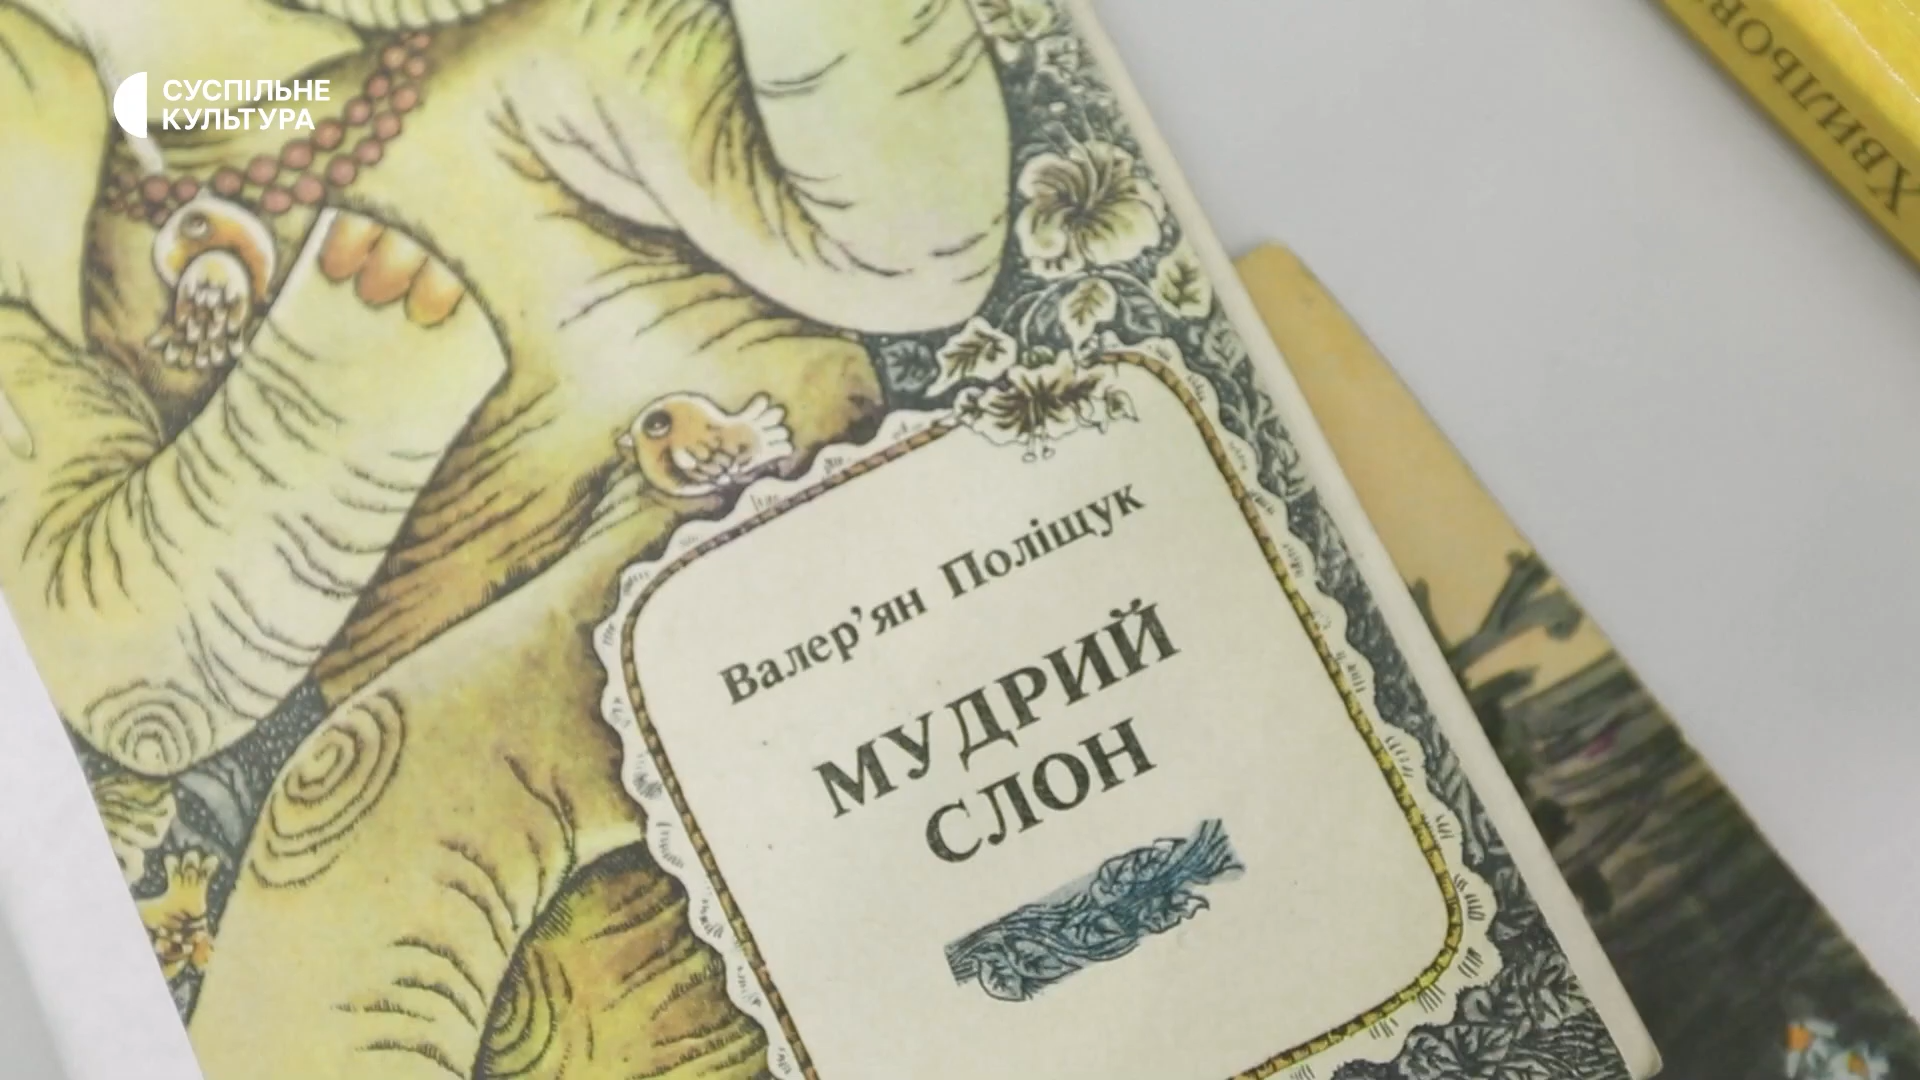 СУСПІЛЬНЕ
КУЛЬТУРА
ХВИЛЬОВ
Валер’ян Поліщук
МУДРИЙ
СЛОН